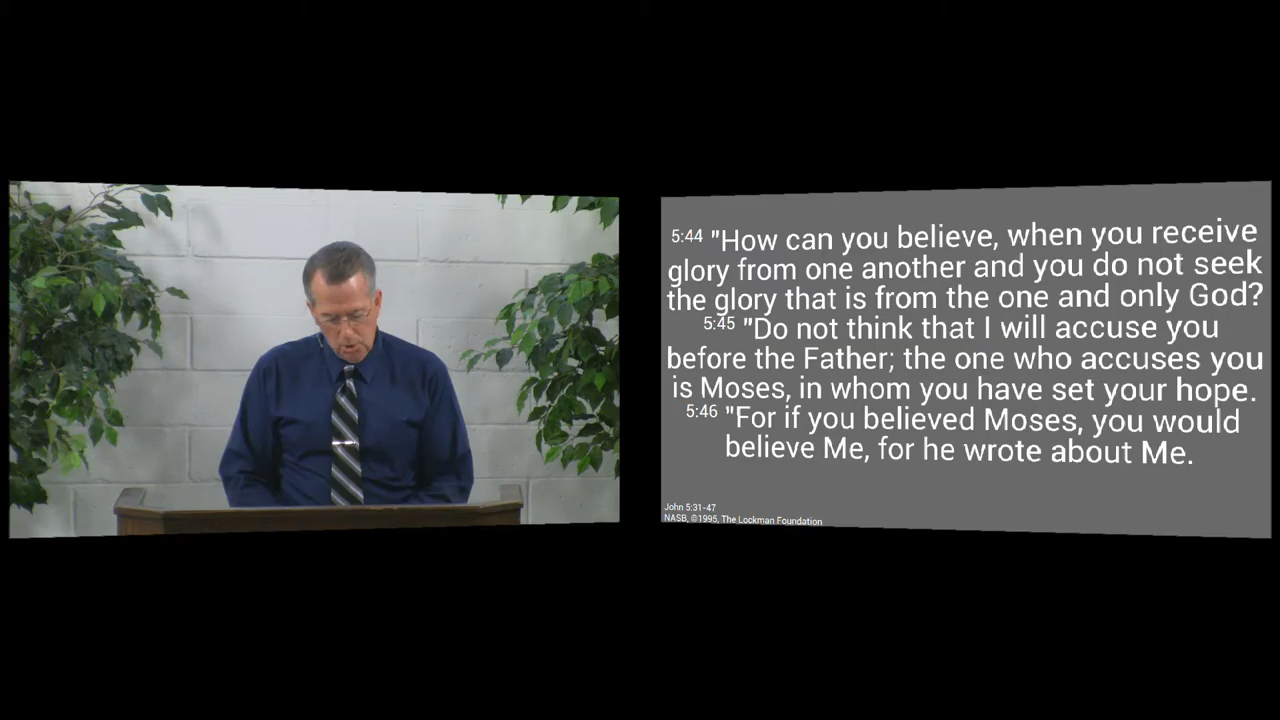 5:44 "How can you believe, when you receive
glory from one another and you do not seek
the glory that is from the one and only God?
5:45 "Do not think that I will accuse you
before the Father; the one who accuses you
is Moses, in whom you have set your hope.
5:46 "For if you believed Moses, you would
believe Me, for he wrote about Me.
John 5:31-47
NASB, ©1995, The Lockman Foundation